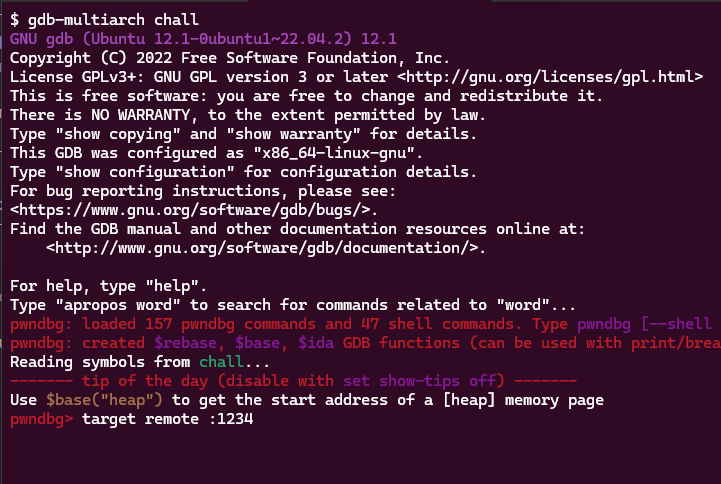 $ gdb-multiarch chall
GNU gdb (Ubuntu 12.1-0ubuntu1~22.04.2) 12.1
Copyright (C) 2022 Free Software Foundation, Inc.
License GPLv3+: GNU GPL version 3 or later <http://gnu.org/licenses/gpl.html>
This is free software: you are free to change and redistribute it.
There is NO WARRANTY, to the extent permitted by law.
Type "show copying" and "show warranty" for details.
This GDB was configured as "x86_64-linux-gnu".
Type "show configuration" for configuration details.
For bug reporting instructions, please see:
<https://www.gnu.org/software/gdb/bugs/>.
Find the GDB manual and other documentation resources online at:
    <http://www.gnu.org/software/gdb/documentation/>.

For help, type "help".
Type "apropos word" to search for commands related to "word"...
pwndbg: loaded 157 pwndbg commands and 47 shell commands. Type pwndbg [--shell
pwndbg: created $rebase, $base, $ida GDB functions (can be used with print/brea
Reading symbols from chall...
------- tip of the day (disable with set show-tips off) -------
Use $base("heap") to get the start address of a [heap] memory page
pwndbg> target remote :1234